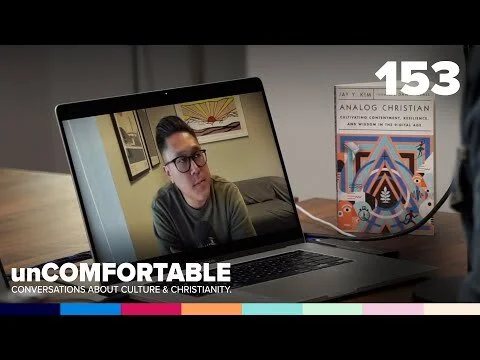 153
JAY Y. KIM
ANALOG CHRISTIAN
CULTIVATING CONTENTMENT, RESILIENCE,
AND WISDOM IN THE DIGITAL AGE
unCOMFORTABLE
CONVERSATIONS ABOUT CULTURE & CHRISTIANITY.